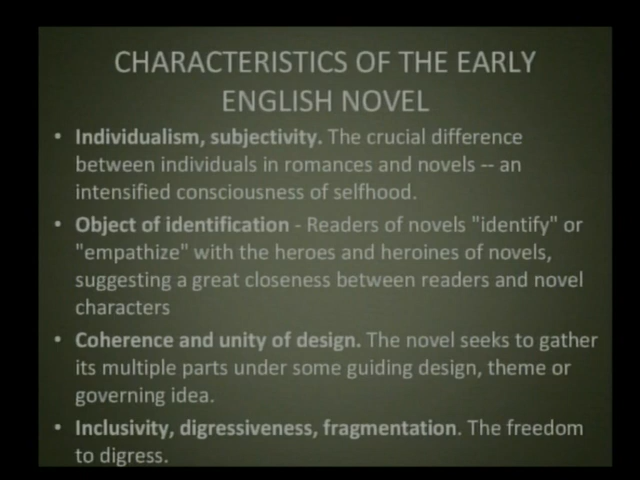 CHARACTERISTICS OF THE EARLY
ENGLISH NOVEL
• Individualism, subjectivity. The crucial difference
between individuals in romances and novels -- an
intensified consciousness of selfhood.
• Object of identification - Readers of novels "identify" or
"empathize" with the heroes and heroines of novels,
suggesting a great closeness between readers and novel
characters
• Coherence and unity of design. The novel seeks to gather
its multiple parts under some guiding design, theme or
governing idea.
• Inclusivity, digressiveness, fragmentation. The freedom
to digress.